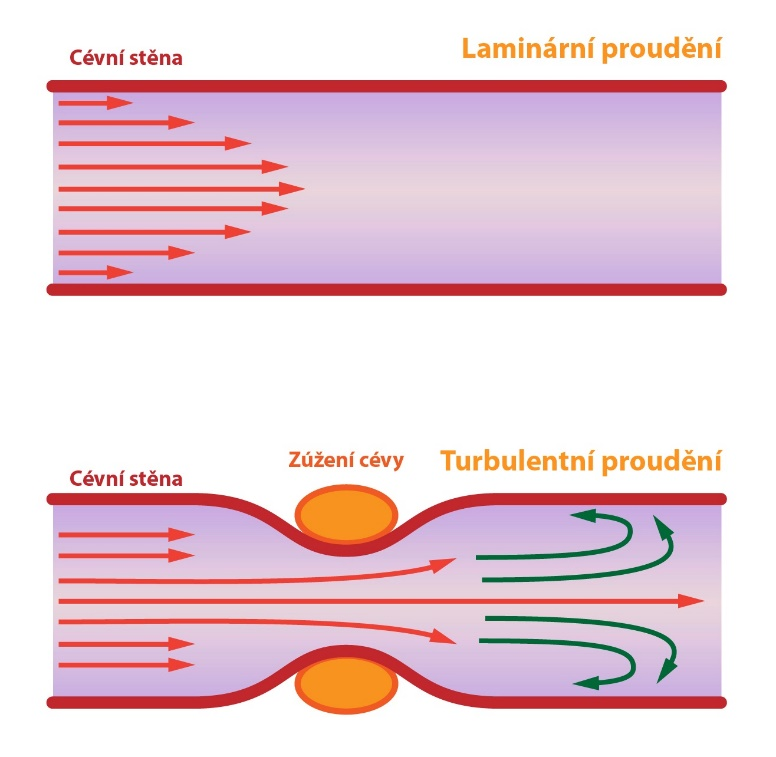 Cévní stěna
Laminární proudění
Zúžení cévy
Turbulentní proudění
Cévní stěna